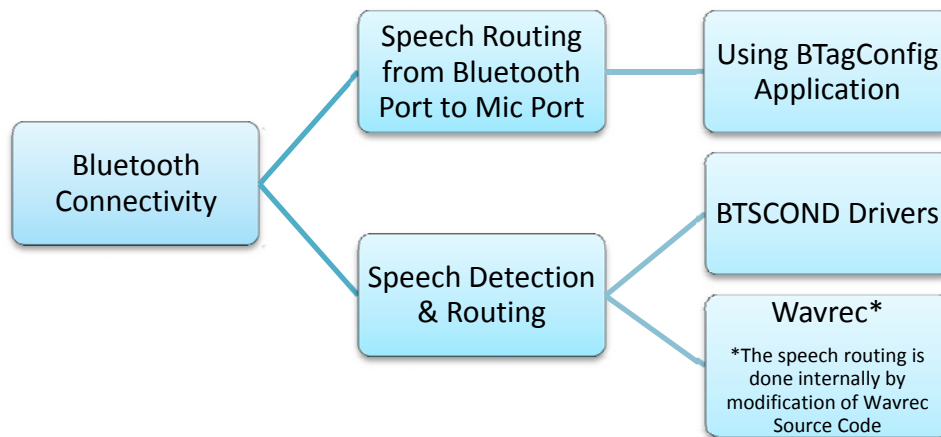 Bluetooth
Connectivity
Speech Routing
from Bluetooth
Port to Mic Port
Using BTagConfig
Application
Speech Detection
& Routing
BTSCOND Drivers
Wavrec*
*The speech routing is
done internally by
modification of Wavrec
Source Code